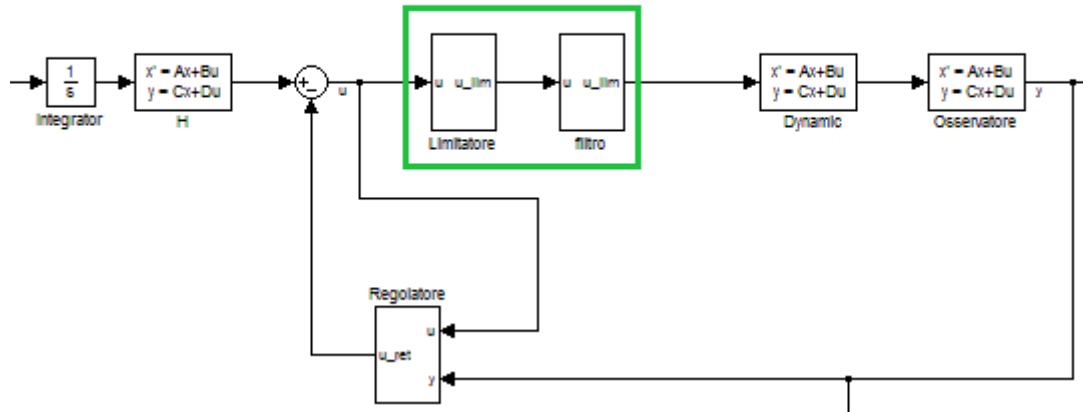 1
s
Integrator
x' = Ax+Bu
y = Cx+Du
H
+
-
u
u
u_lim
Limitatore
u
u_lim
filtro
x' = Ax+Bu
y = Cx+Du
Dynamic
x' = Ax+Bu
y = Cx+Du
Osservatore
y
Regolatore
u
u_ret
y